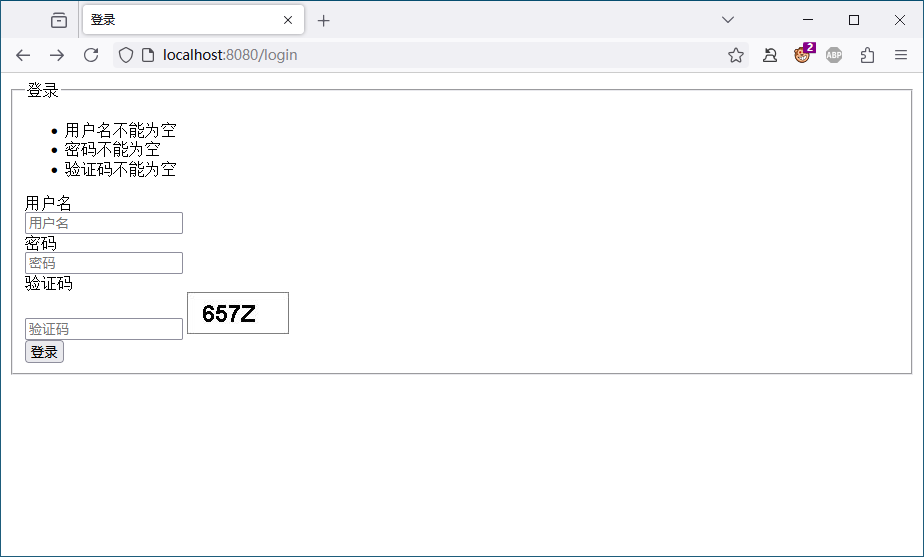 登录
localhost:8080/login
2
ABP
登录
用户名不能为空
密码不能为空
验证码不能为空
用户名
用户名
密码
密码
验证码
验证码 657Z
登录